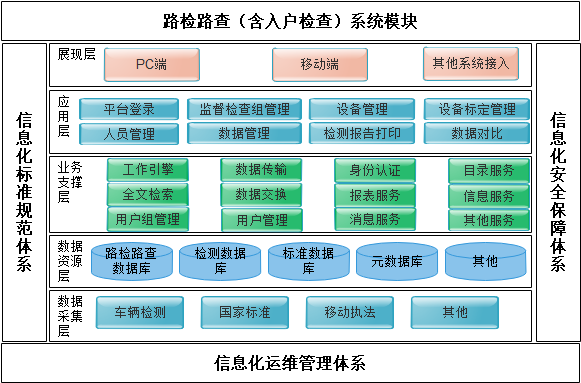 路检路查（含入户检查）系统模块
信息化标准规范体系
展现层
PC端
移动端
其他系统接入
应用层
平台登录
监督检查组管理
设备管理
设备标定管理
人员管理
数据管理
检测报告打印
数据对比
业务
支撑
层
工作引擎
数据传输
身份认证
目录服务
全文检索
数据交换
报表服务
信息服务
用户组管理
用户管理
消息服务
其他服务
数据
资源
层
路检路查
数据库
检测数据
库
标准数据
库
元数据库
其他
数据
采集
层
车辆检测
国家标准
移动执法
其他
信息化安全保障体系
信息化运维管理体系